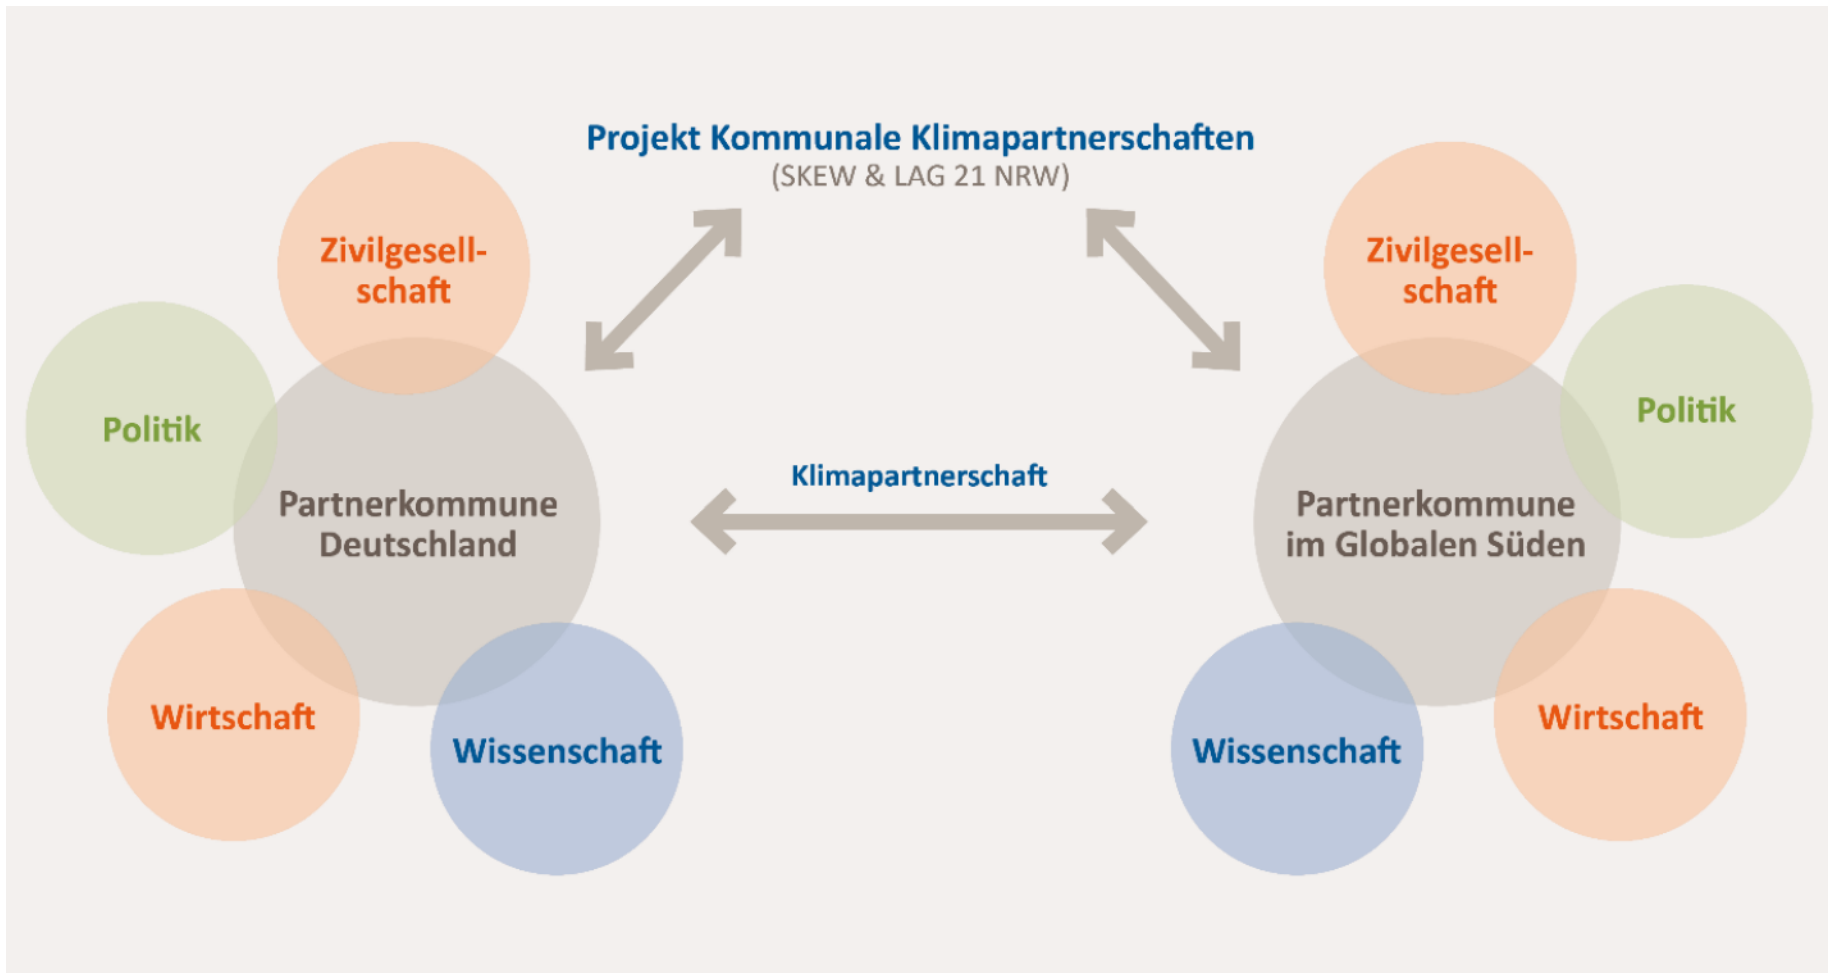 Projekt Kommunale Klimapartnerschaften
(SKEW & LAG 21 NRW)
Zivilgesell-
schaft
Politik
Partnerkommune
Deutschland
Wirtschaft
Wissenschaft
Klimapartnerschaft
Zivilgesell-
schaft
Politik
Partnerkommune
im Globalen Süden
Wissenschaft
Wirtschaft